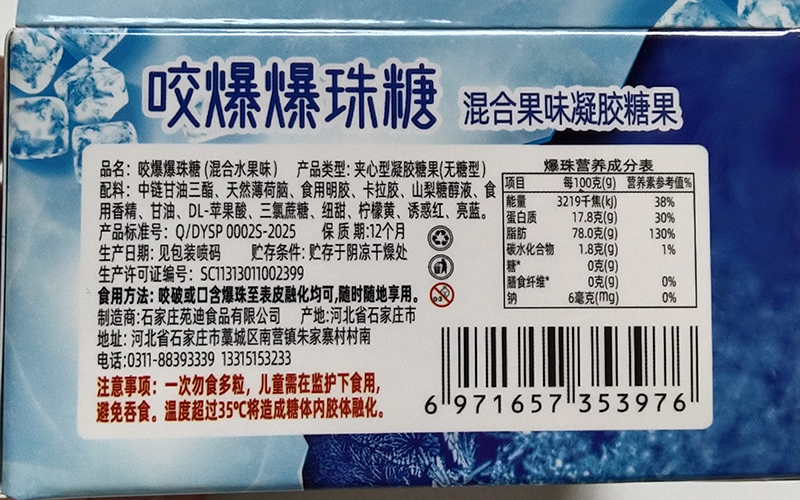 咬爆爆珠糖 混合果味凝胶糖果
品名：咬爆爆珠糖（混合水果味） 产品类型：夹心型凝胶糖果（无糖型）
配料：中链甘油三酯、天然薄荷脑、食用明胶、卡拉胶、山梨糖醇液、食
用香精、甘油、DL-苹果酸、三氯蔗糖、纽甜、柠檬黄、诱惑红、亮蓝。
产品标准号：Q/DYSP 0002S-2025 保质期:12个月
生产日期：见包装喷码 贮存条件：贮存于阴凉干燥处
生产许可证编号：SC11313011002399
食用方法：咬破或口含爆珠至表皮融化均可,随时随地享用。
制造商:石家庄苑迪食品有限公司 产地:河北省石家庄市
地址：河北省石家庄市藁城区南营镇朱家寨村村南
电话:0311-88393339 13315153233
注意事项：一次勿食多粒，儿童需在监护下食用，
避免吞食。温度超过35℃将造成糖体内胶体融化。
爆珠营养成分表
项目 每100克(g) 营养素参考值%
能量 3219千焦(kj) 38%
蛋白质 17.8克(g) 30%
脂肪 78.0克(g) 130%
碳水化合物 1.8克(g) 1%
糖* 0克(g)
膳食纤维* 0克(g) 0%
钠 6毫克(mg) 0%
0-3
6 971657 353976